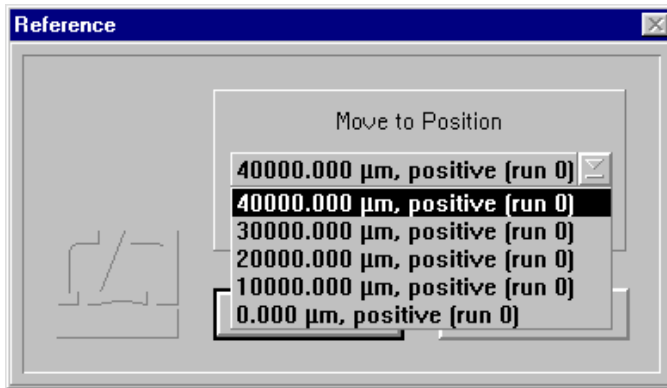 Reference
Move to Position
40000.000 µm, positive (run 0)
40000.000 µm, positive (run 0)
30000.000 µm, positive (run 0)
20000.000 µm, positive (run 0)
10000.000 µm, positive (run 0)
0.000 µm, positive (run 0)